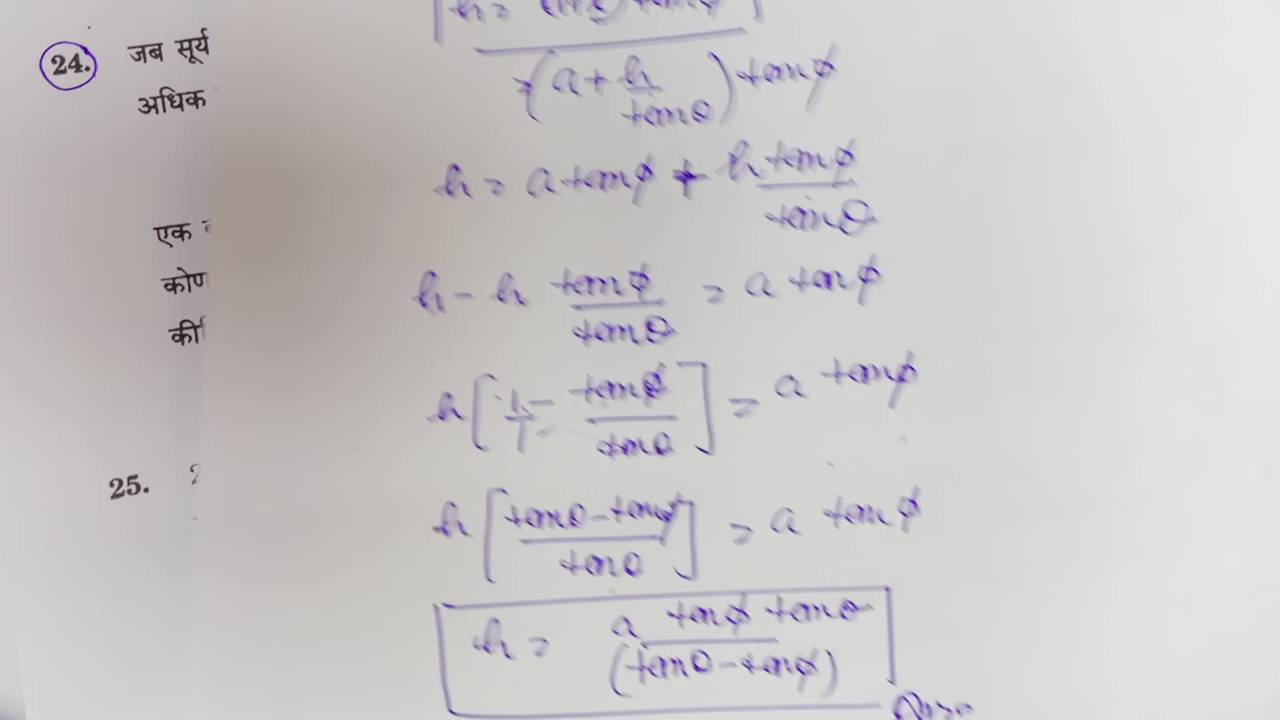 24. जब सूर्य
अधिक
एक
कोण
की
25.
h =
= (a + h/tanθ) tanϕ
h = a tanϕ + h tanϕ/tanθ
h - h tanϕ/tanθ = a tanϕ
h [1/1 - tanϕ/tanθ] = a tanϕ
h [tanθ - tanϕ/tanθ] = a tanϕ
h = a tanϕ tanθ/(tanθ - tanϕ)